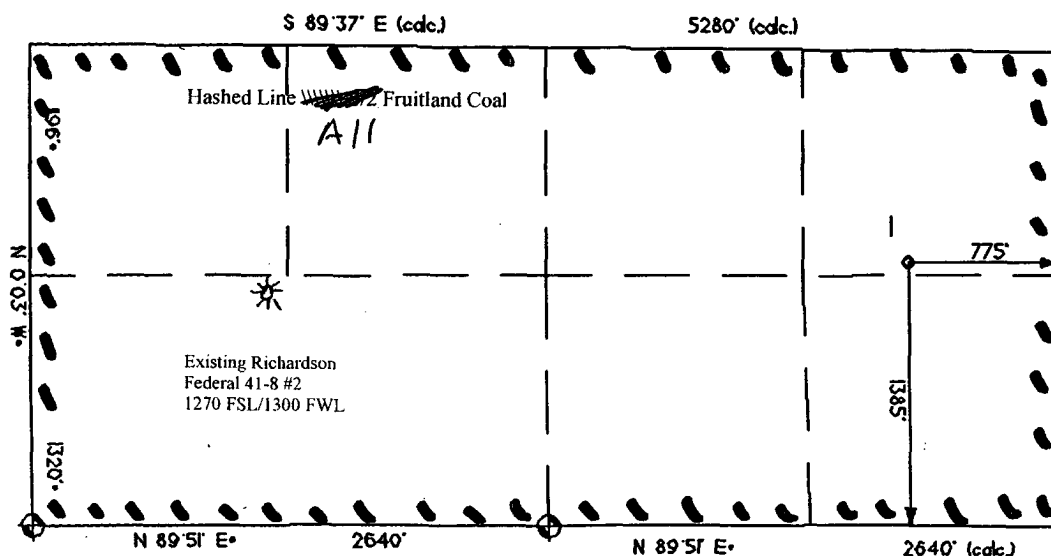 S 89°37' E (calc.)
5280' (calc.)
Hashed Line Fruitland Coal
All
N 0°03' W
1320'
775'
1385'
Existing Richardson
Federal 41-8 #2
1270 FSL/1300 FWL
N 89°51' E
2640'
N 89°51' E
2640' (calc.)